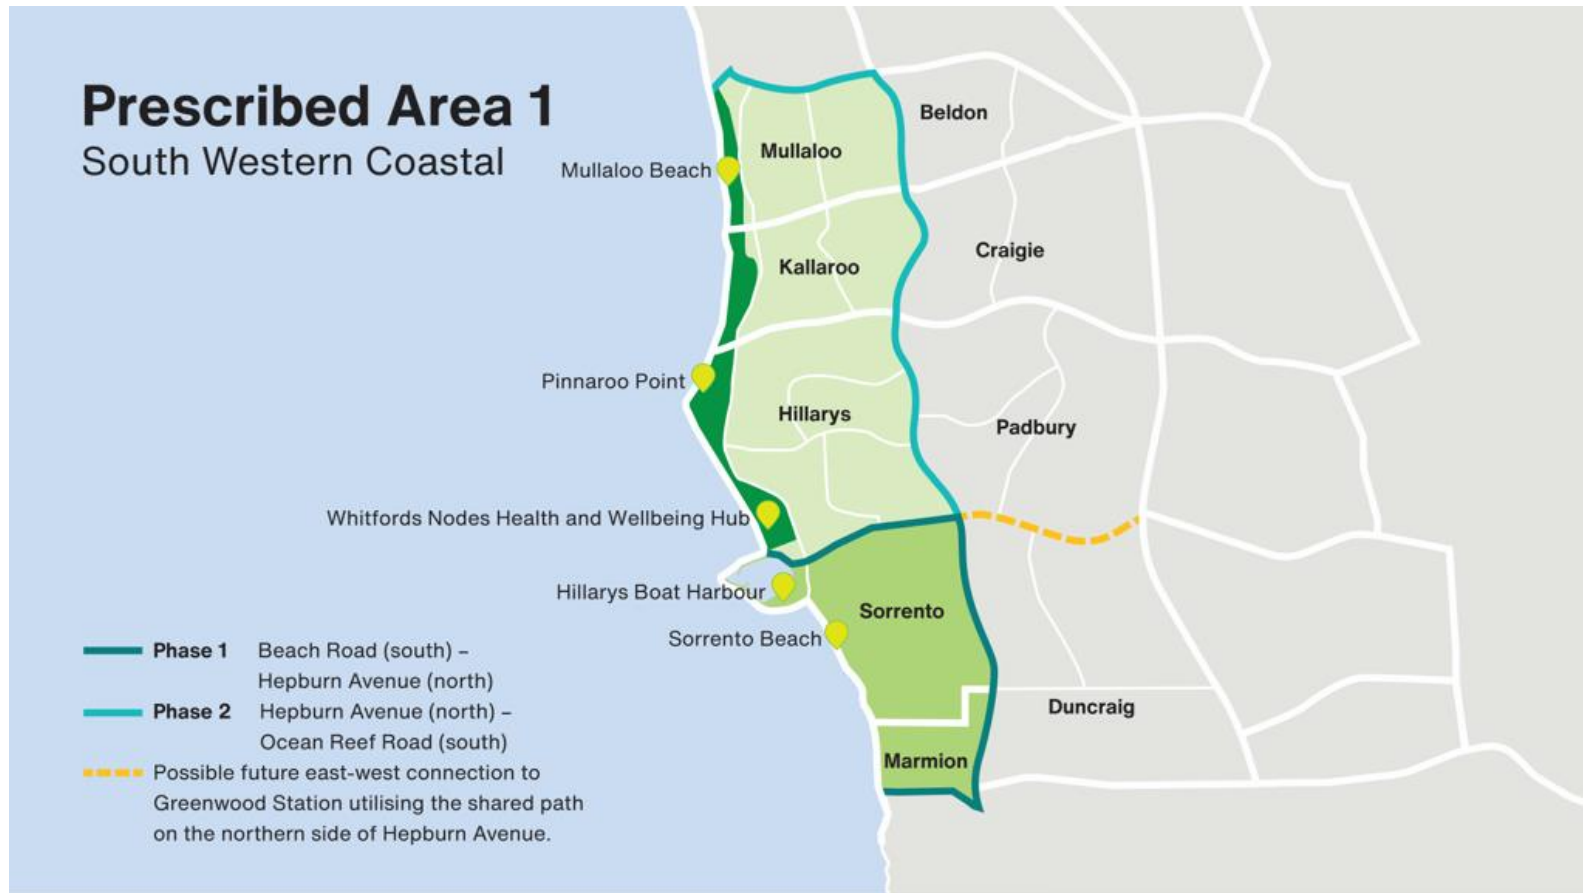 Prescribed Area 1
South Western Coastal
Beldon
Mullaloo
Mullaloo Beach
Craigie
Kallaroo
Pinnaroo Point
Hillarys
Padbury
Whitfords Nodes Health and Wellbeing Hub
Hillarys Boat Harbour
Sorrento
Sorrento Beach
Duncraig
Marmion
Phase 1 Beach Road (south) –
Hepburn Avenue (north)
Phase 2 Hepburn Avenue (north) –
Ocean Reef Road (south)
Possible future east-west connection to
Greenwood Station utilising the shared path
on the northern side of Hepburn Avenue.